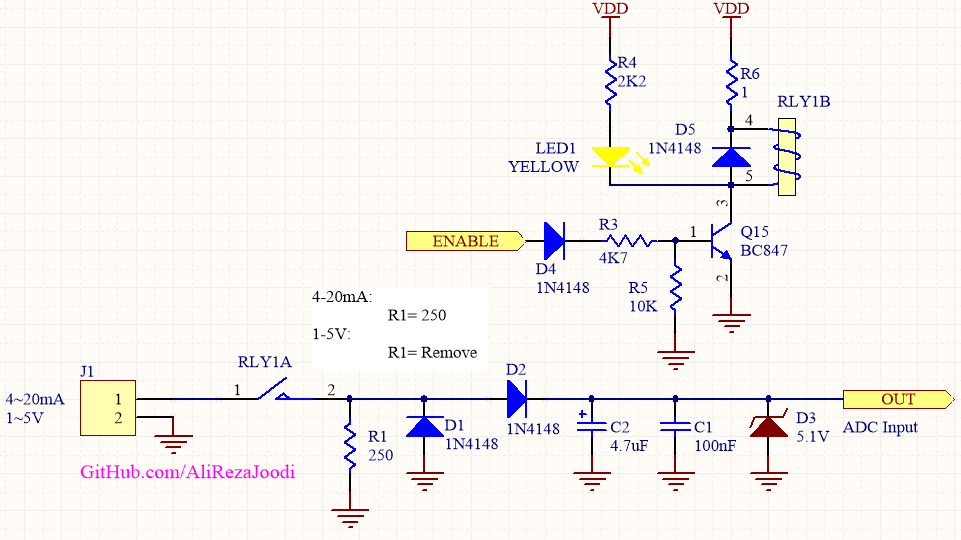 VDD
VDD
R4
2K2
R6
1
RLY1B
4
D5
1N4148
LED1
YELLOW
5
3
ENABLE
D4
1N4148
R3
4K7
1
Q15
BC847
2
R5
10K
4-20mA:
R1= 250
1-5V:
R1= Remove
J1
4~20mA
1~5V
1
2
RLY1A
1
2
R1
250
D1
1N4148
D2
1N4148
C2
4.7uF
+
C1
100nF
D3
5.1V
OUT
ADC Input
GitHub.com/AliRezaJoodi